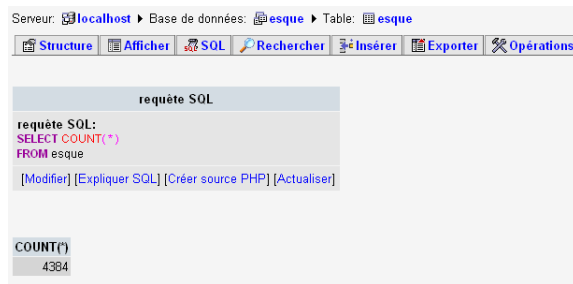 Serveur: localhost ▶ Base de données: esque ▶ Table: esque
Structure Afficher SQL Rechercher Insérer Exporter Opérations
requête SQL
requête SQL:
SELECT COUNT(*)
FROM esque
[Modifier] [Expliquer SQL] [Créer source PHP] [Actualiser]
COUNT(*)
4384